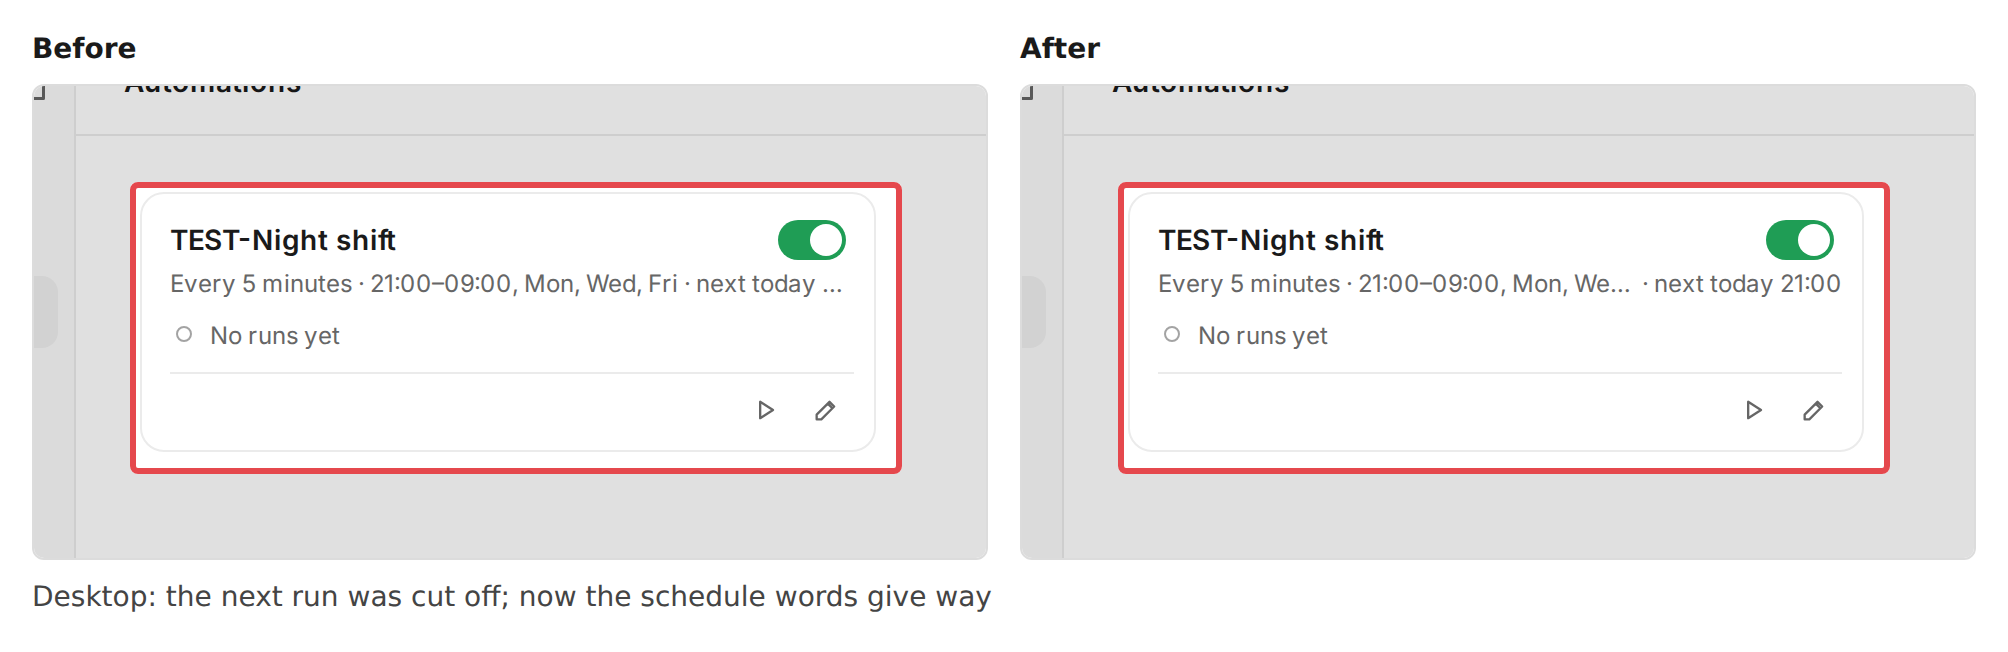 Before
After
Automations
Automations
TEST-Night shift
Every 5 minutes · 21:00–09:00, Mon, Wed, Fri · next today ...
No runs yet
TEST-Night shift
Every 5 minutes · 21:00–09:00, Mon, We... · next today 21:00
No runs yet
Desktop: the next run was cut off; now the schedule words give way